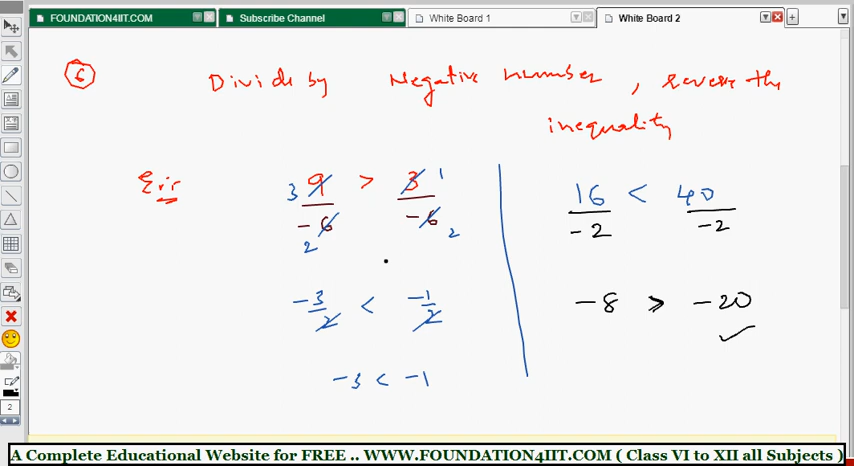 FOUNDATION4IIT.COM Subscribe Channel White Board 1 White Board 2
6 Divide by Negative number, reverse the
inequality
3 9 > 3 1
-6 -6
2 2
16 < 40
-2 -2
-3/2 < -1/2
-8 > -20
-3 < -1
2
A Complete Educational Website for FREE .. WWW.FOUNDATION4IIT.COM ( Class VI to XII all Subjects )